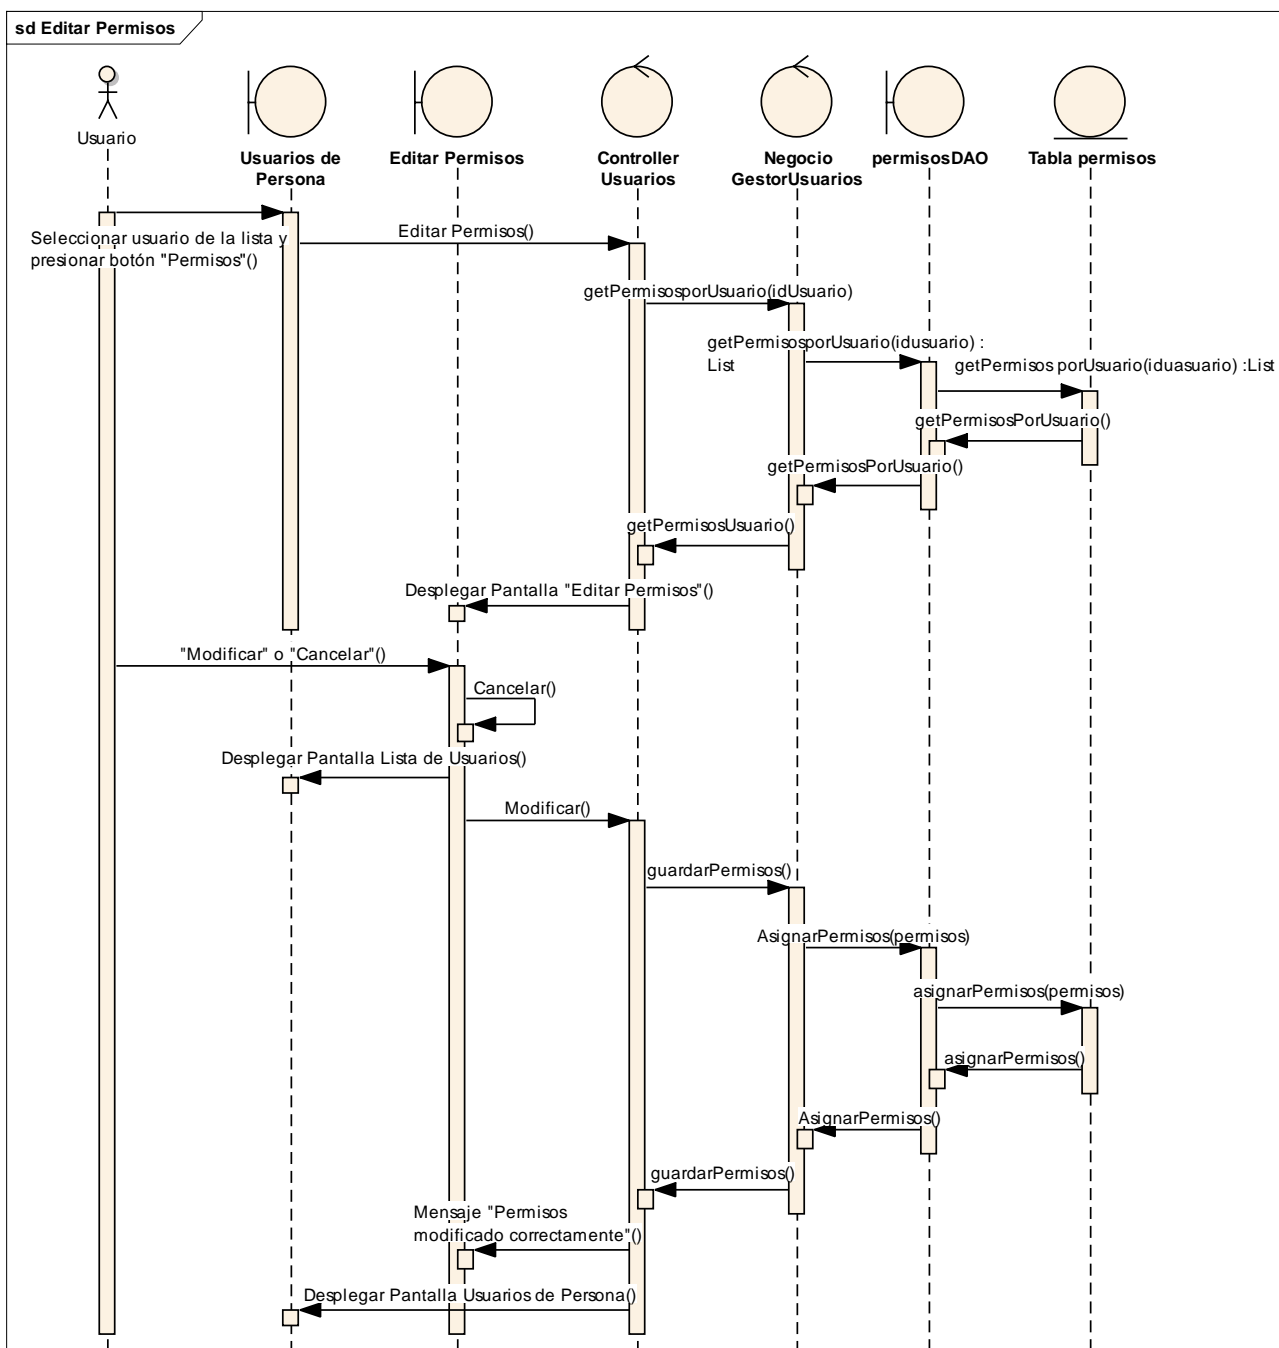 sd Editar Permisos
Usuario
Usuarios de
Persona
Editar Permisos
Controller
Usuarios
Negocio
GestorUsuarios
permisosDAO
Tabla permisos
Seleccionar usuario de la lista y
presionar botón "Permisos"()
Editar Permisos()
getPermisosporUsuario(idUsuario)
getPermisosporUsuario(idusuario) :
List
getPermisos porUsuario(iduasuario) :List
getPermisosPorUsuario()
getPermisosPorUsuario()
getPermisosUsuario()
Desplegar Pantalla "Editar Permisos"()
"Modificar" o "Cancelar"()
Cancelar()
Desplegar Pantalla Lista de Usuarios()
Modificar()
guardarPermisos()
AsignarPermisos(permisos)
asignarPermisos(permisos)
asignarPermisos()
AsignarPermisos()
guardarPermisos()
Mensaje "Permisos
modificado correctamente"()
Desplegar Pantalla Usuarios de Persona()